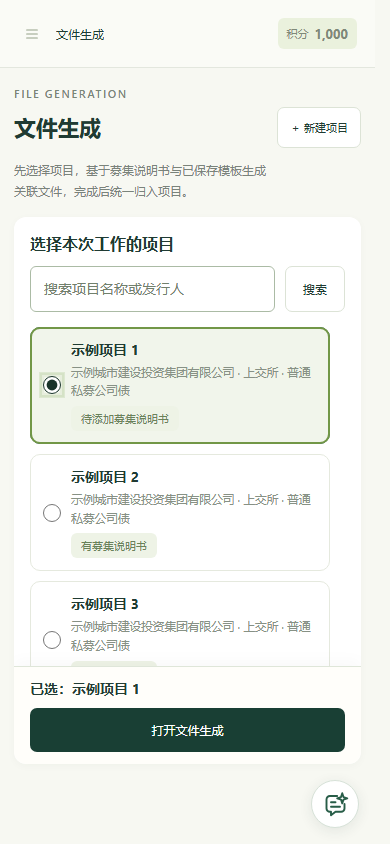 文件生成
积分 1,000
FILE GENERATION
文件生成
+ 新建项目
先选择项目，基于募集说明书与已保存模板生成
关联文件，完成后统一归入项目。
选择本次工作的项目
搜索项目名称或发行人
搜索
示例项目 1
示例城市建设投资集团有限公司 · 上交所 · 普通
私募公司债
待添加募集说明书
示例项目 2
示例城市建设投资集团有限公司 · 上交所 · 普通
私募公司债
有募集说明书
示例项目 3
示例城市建设投资集团有限公司 · 上交所 · 普通
私募公司债
已选：示例项目 1
打开文件生成